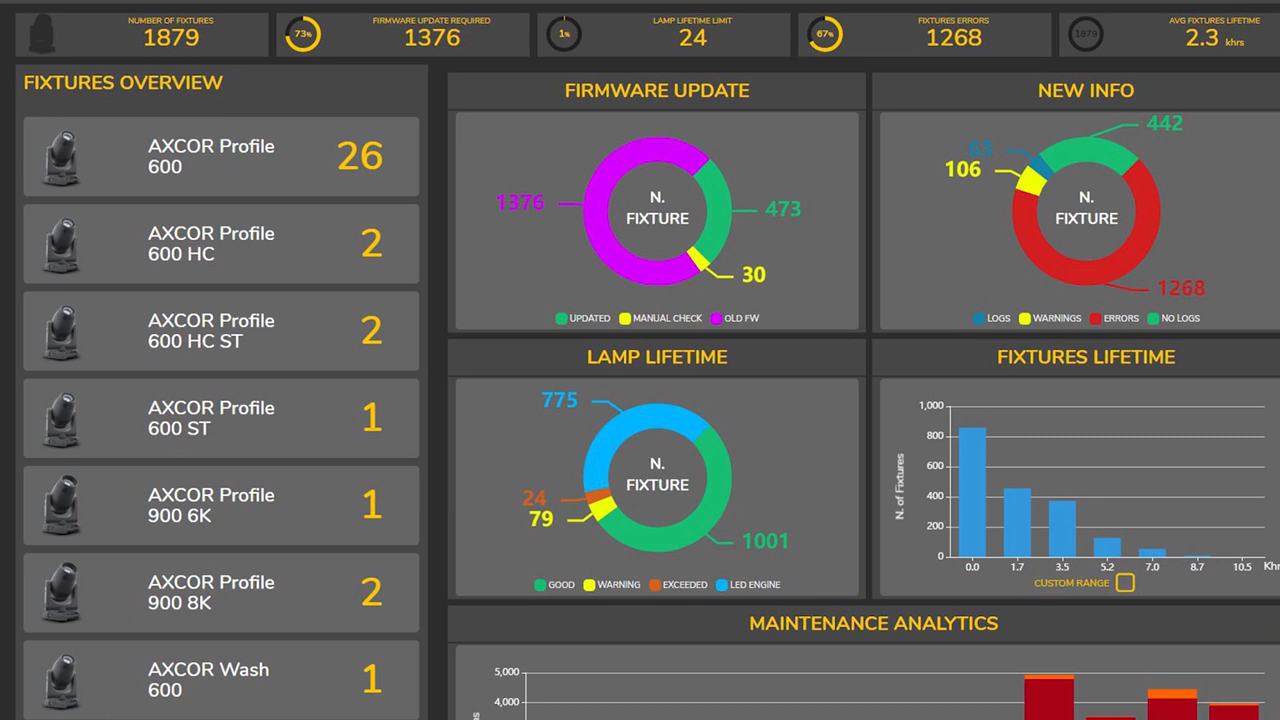 NUMBER OF FIXTURES
1879
73%
FIRMWARE UPDATE REQUIRED
1376
1%
LAMP LIFETIME LIMIT
24
67%
FIXTURES ERRORS
1268
1879
AVG FIXTURES LIFETIME
2.3 khrs
FIXTURES OVERVIEW
AXCOR Profile
600
26
AXCOR Profile
600 HC
2
AXCOR Profile
600 HC ST
2
AXCOR Profile
600 ST
1
AXCOR Profile
900 6K
1
AXCOR Profile
900 8K
2
AXCOR Wash
600
1
FIRMWARE UPDATE
1376
N.
FIXTURE
473
30
UPDATED MANUAL CHECK OLD FW
NEW INFO
442
63
106
N.
FIXTURE
1268
LOGS WARNINGS ERRORS NO LOGS
LAMP LIFETIME
775
N.
FIXTURE
24
79
1001
GOOD WARNING EXCEEDED LED ENGINE
FIXTURES LIFETIME
N. of Fixtures
1,000
800
600
400
200
0
0.0 1.7 3.5 5.2 7.0 8.7 10.5 Khr
CUSTOM RANGE
MAINTENANCE ANALYTICS
5,000
4,000